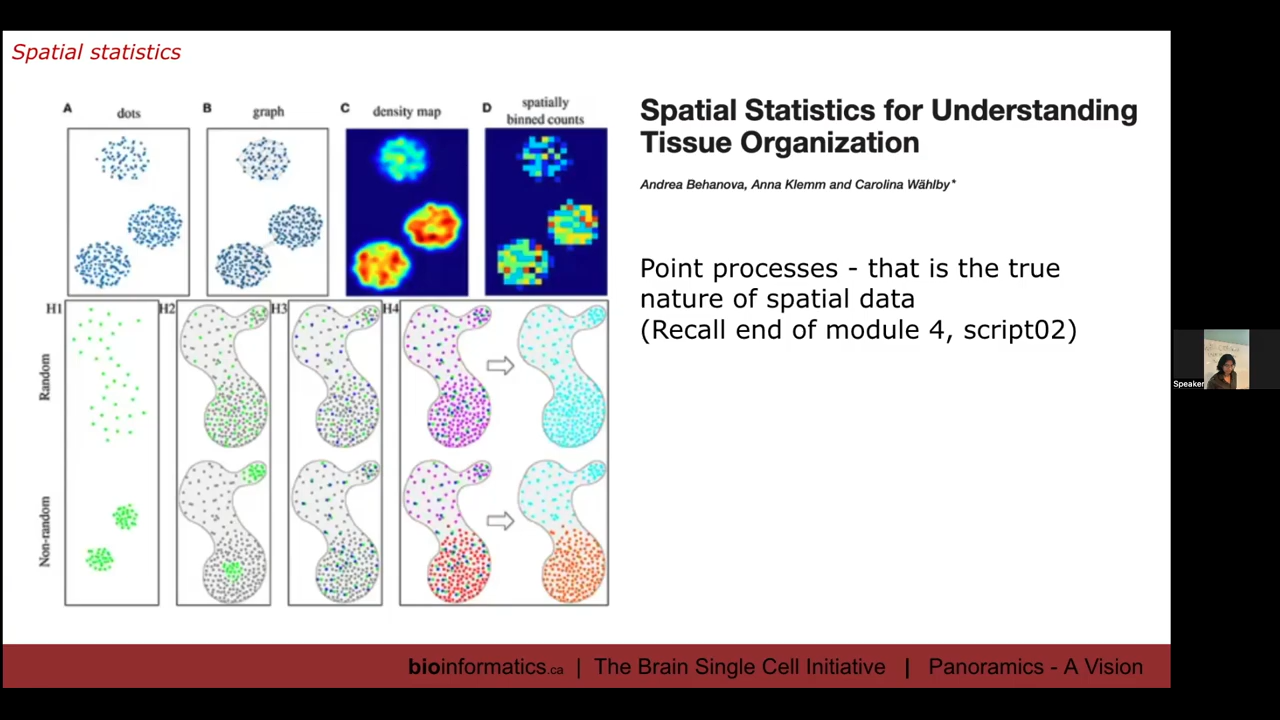 Spatial statistics
A
dots
B
graph
C
density map
D
spatially
binned counts
H1
H2
H3
H4
Random
Non-random
Spatial Statistics for Understanding
Tissue Organization
Andrea Behanova, Anna Klemm and Carolina Wählby*
Point processes - that is the true
nature of spatial data
(Recall end of module 4, script02)
Speaker
bioinformatics.ca | The Brain Single Cell Initiative | Panoramics - A Vision